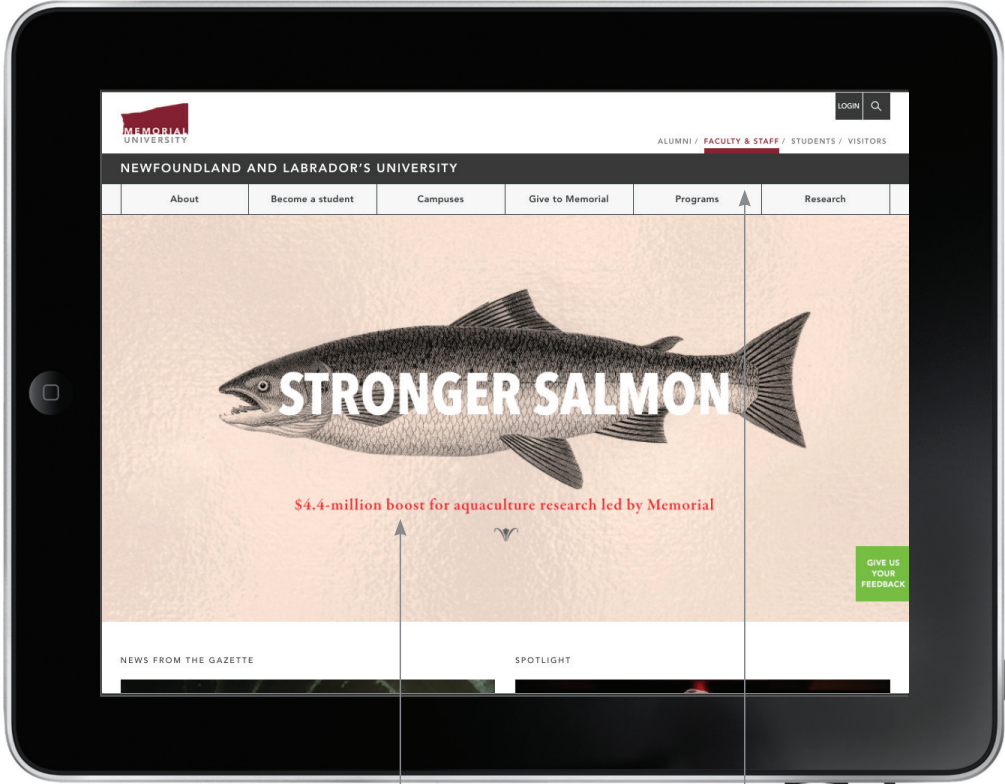 MEMORIAL
UNIVERSITY
LOGIN
ALUMNI / FACULTY & STAFF / STUDENTS / VISITORS
NEWFOUNDLAND AND LABRADOR'S UNIVERSITY
About
Become a student
Campuses
Give to Memorial
Programs
Research
STRONGER SALMON
$4.4-million boost for aquaculture research led by Memorial
GIVE US
YOUR
FEEDBACK
NEWS FROM THE GAZETTE
SPOTLIGHT